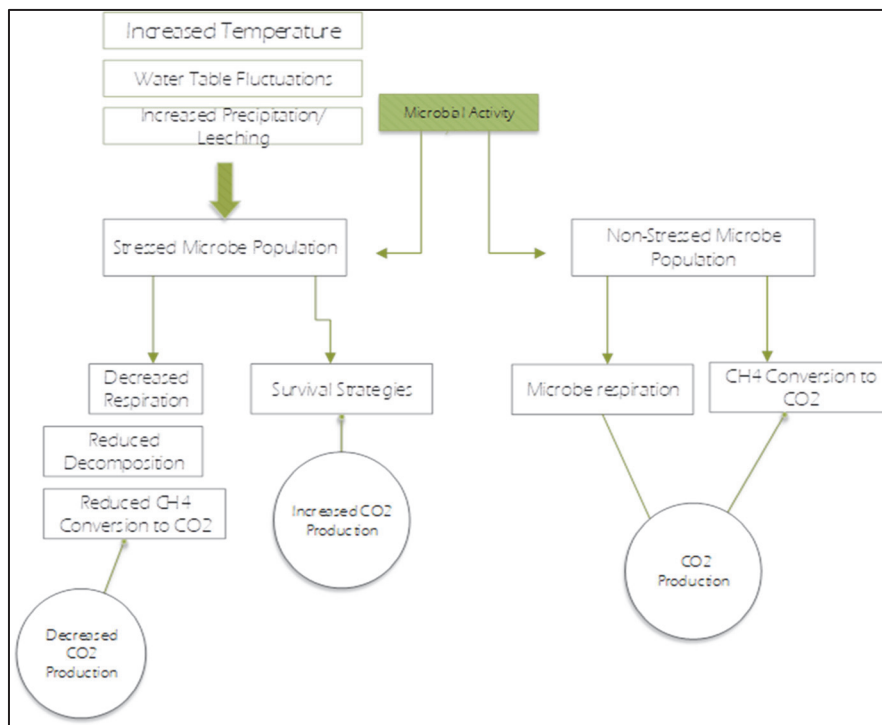 Increased Temperature
Water Table Fluctuations
Increased Precipitation/
Leeching
Microbial Activity
Stressed Microbe Population
Non-Stressed Microbe
Population
Decreased
Respiration
Survival Strategies
Microbe respiration
CH4 Conversion to
CO2
Reduced
Decomposition
Reduced CH4
Conversion to CO2
Increased CO2
Production
CO2
Production
Decreased
CO2
Production